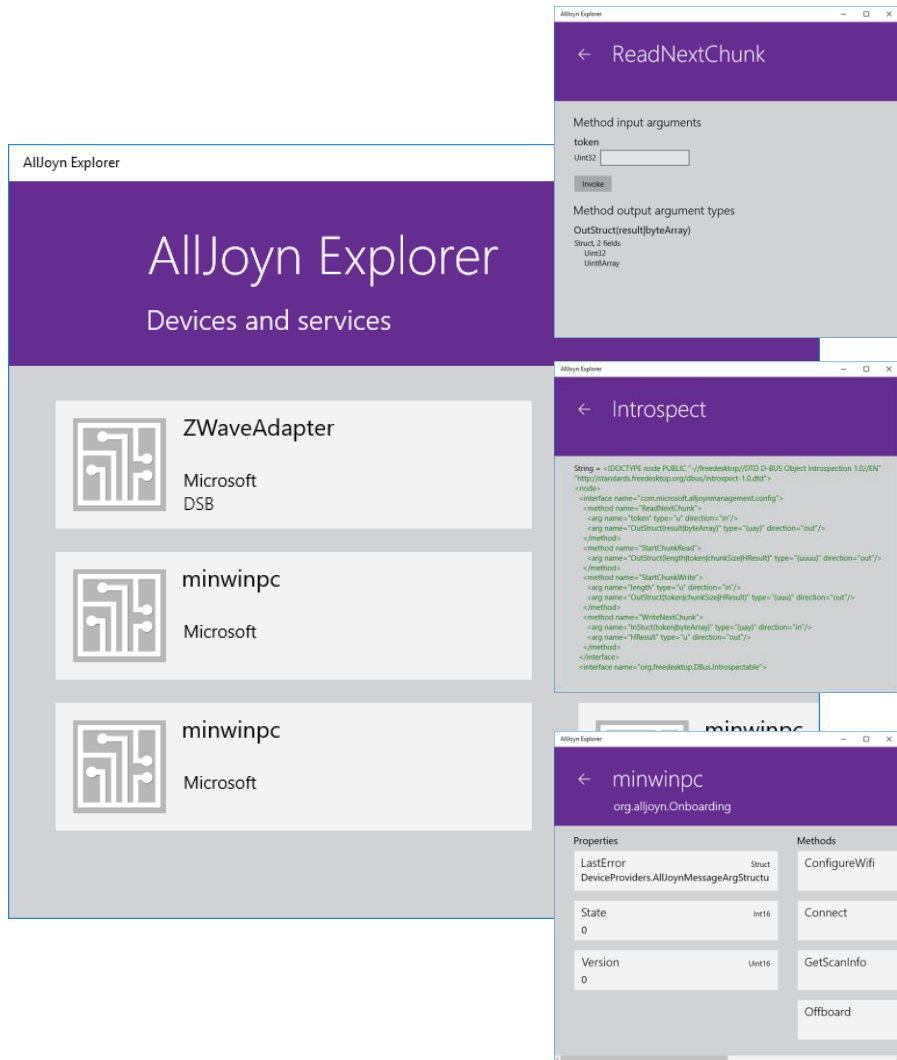 AllJoyn Explorer
AllJoyn Explorer
Devices and services
ZWaveAdapter
Microsoft
DSB
minwinpc
Microsoft
minwinpc
Microsoft
minwinpc
AllJoyn Explorer
ReadNextChunk
Method input arguments
token
Uint32
Invoke
Method output argument types
OutStruct(result|byteArray)
Struct, 2 fields
Uint32
Uint8Array
AllJoyn Explorer
Introspect
String = <!DOCTYPE node PUBLIC "-//freedesktop//DTD D-BUS Object Introspection 1.0//EN"
"http://standards.freedesktop.org/dbus/introspect-1.0.dtd">
<node>
<interface name="com.microsoft.alljoynmanagement.config">
<method name="ReadNextChunk">
<arg name="token" type="u" direction="in"/>
<arg name="OutStruct(result|byteArray)" type="(uay)" direction="out"/>
</method>
<method name="StartChunkRead">
<arg name="OutStruct(length|token|chunkSize|HResult)" type="(uuuu)" direction="out"/>
</method>
<method name="StartChunkWrite">
<arg name="length" type="u" direction="in"/>
<arg name="OutStruct(token|chunkSize|HResult)" type="(uuu)" direction="out"/>
</method>
<method name="WriteNextChunk">
<arg name="InStuct(token|byteArray)" type="(uay)" direction="in"/>
<arg name="HResult" type="u" direction="out"/>
</method>
</interface>
<interface name="org.freedesktop.DBus.Introspectable">
AllJoyn Explorer
minwinpc
org.alljoyn.Onboarding
Properties
LastError Struct
DeviceProviders.AllJoynMessageArgStructu
State Int16
0
Version Uint16
0
Methods
ConfigureWifi
Connect
GetScanInfo
Offboard